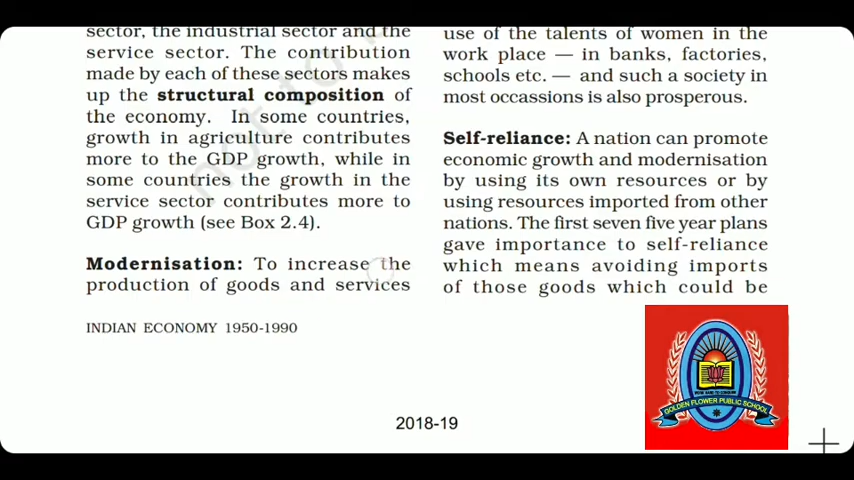 sector, the industrial sector and the
service sector. The contribution
made by each of these sectors makes
up the structural composition of
the economy. In some countries,
growth in agriculture contributes
more to the GDP growth, while in
some countries the growth in the
service sector contributes more to
GDP growth (see Box 2.4).
Modernisation: To increase the
production of goods and services
use of the talents of women in the
work place — in banks, factories,
schools etc. — and such a society in
most occassions is also prosperous.
Self-reliance: A nation can promote
economic growth and modernisation
by using its own resources or by
using resources imported from other
nations. The first seven five year plans
gave importance to self-reliance
which means avoiding imports
of those goods which could be
INDIAN ECONOMY 1950-1990
2018-19
not to
GOLDEN FLOWER PUBLIC SCHOOL